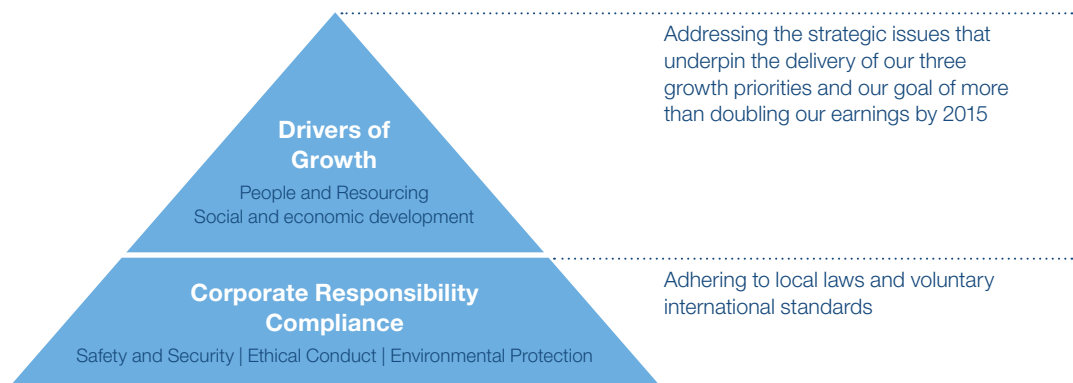 Addressing the strategic issues that
underpin the delivery of our three
growth priorities and our goal of more
than doubling our earnings by 2015
Drivers of
Growth
People and Resourcing
Social and economic development
Adhering to local laws and voluntary
international standards
Corporate Responsibility
Compliance
Safety and Security | Ethical Conduct | Environmental Protection